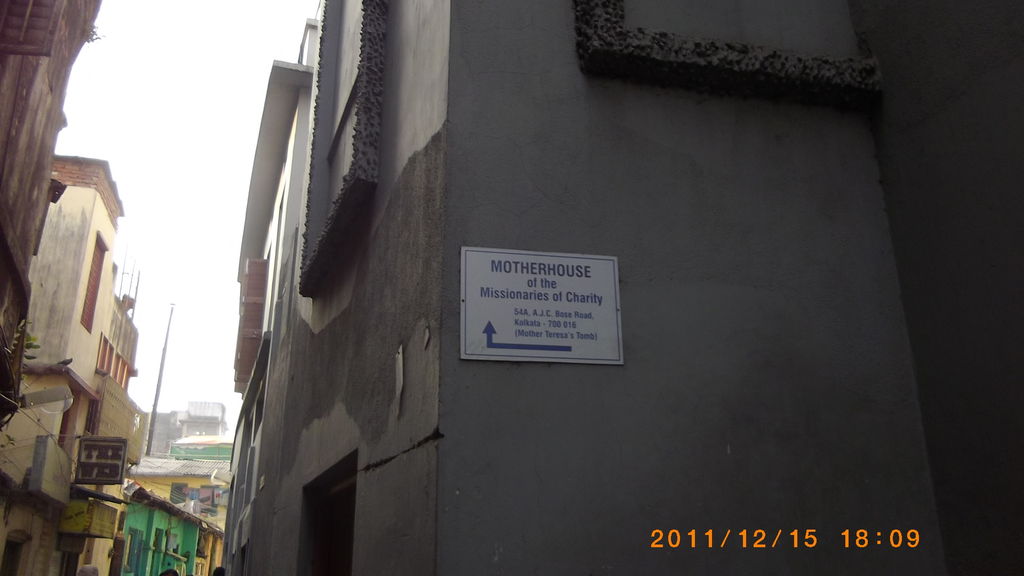 MOTHERHOUSE
of the
Missionaries of Charity
54A, A.J.C. Bose Road,
Kolkata - 700 016
(Mother Teresa's Tomb)
2011/12/15 18:09